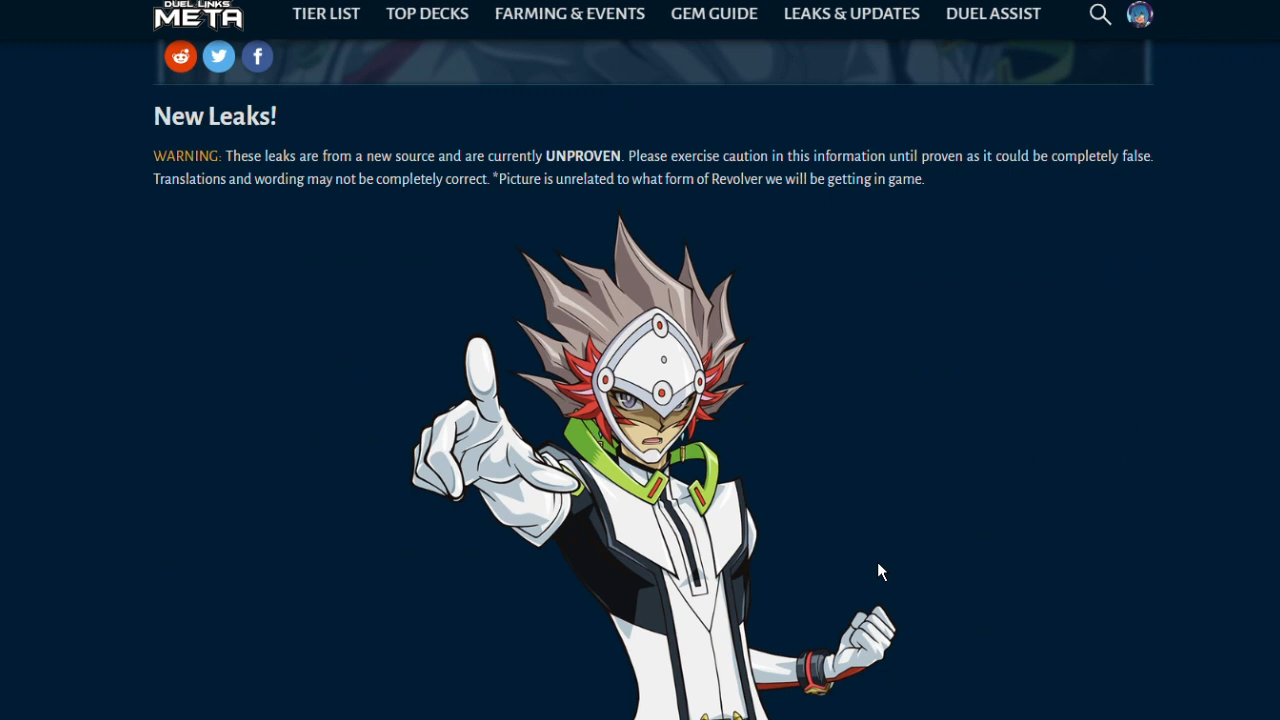 DUEL LINKS
META
TIER LIST
TOP DECKS
FARMING & EVENTS
GEM GUIDE
LEAKS & UPDATES
DUEL ASSIST
New Leaks!
WARNING: These leaks are from a new source and are currently UNPROVEN. Please exercise caution in this information until proven as it could be completely false.
Translations and wording may not be completely correct. *Picture is unrelated to what form of Revolver we will be getting in game.